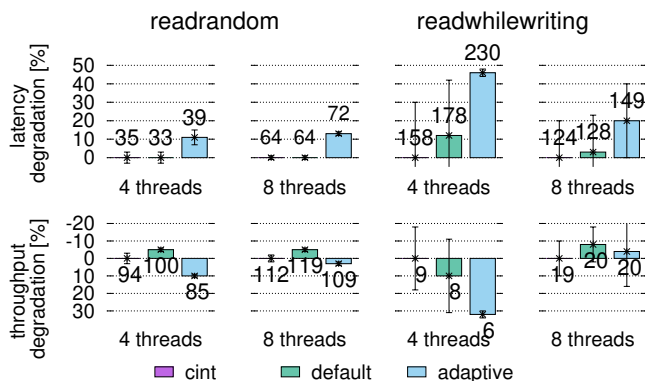 readrandom readwhilewriting
latency
degradation [%]
50
40
30
20
10
0
35 33 39
64 64 72
158 178 230
124 128 149
4 threads 8 threads 4 threads 8 threads
throughput
degradation [%]
-20
-10
0
10
20
30
94 100 85
112 119 109
9 8 6
19 20 20
4 threads 8 threads 4 threads 8 threads
cint default adaptive